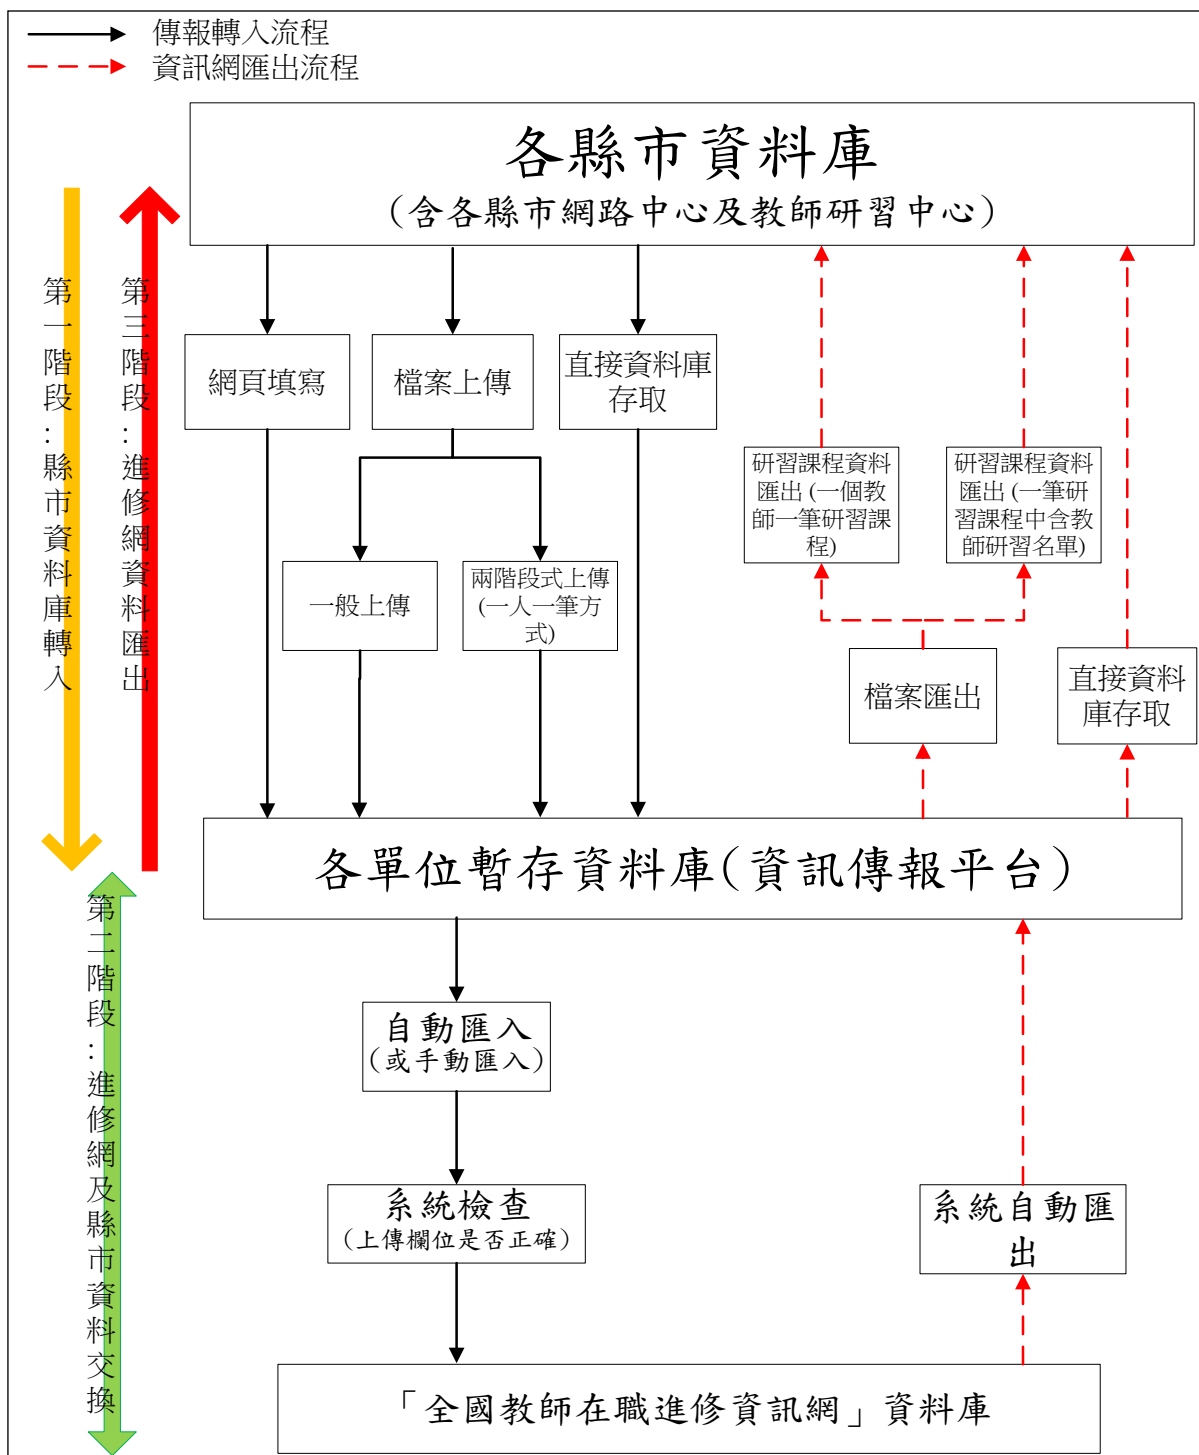 傳報轉入流程
資訊網匯出流程
各縣市資料庫
（含各縣市網路中心及教師研習中心）
第一階段：縣市資料庫轉入
第三階段：進修網資料匯出
網頁填寫
檔案上傳
直接資料庫
存取
研習課程資料
匯出 (一個教
師一筆研習課
程)
研習課程資料
匯出 (一筆研
習課程中含教
師研習名單)
一般上傳
兩階段式上傳
(一人一筆方
式)
檔案匯出
直接資料
庫存取
各單位暫存資料庫（資訊傳報平台）
第二階段：進修網及縣市資料交換
自動匯入
（或手動匯入）
系統檢查
（上傳欄位是否正確）
系統自動匯
出
「全國教師在職進修資訊網」資料庫